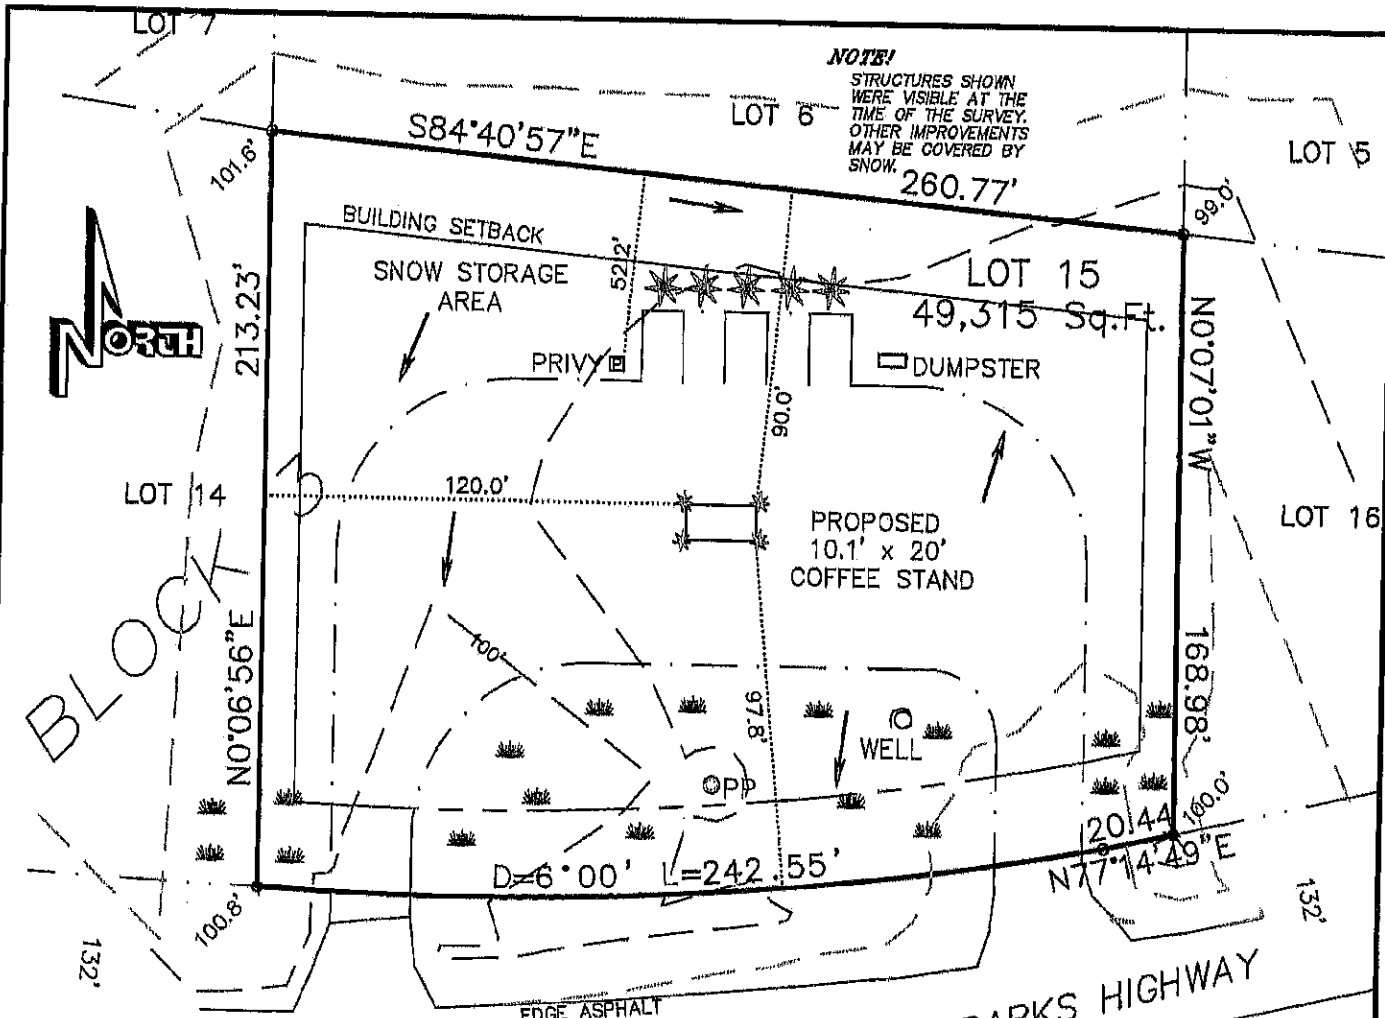 LOT 7
NOTE!
STRUCTURES SHOWN
WERE VISIBLE AT THE
TIME OF THE SURVEY.
OTHER IMPROVEMENTS
MAY BE COVERED BY
SNOW.
LOT 6
S84°40'57"E
260.77'
LOT 5
101.6'
99.0'
BUILDING SETBACK
SNOW STORAGE
AREA
52.2'
LOT 15
49,315 Sq.Ft.
NORTH
213.23'
PRIVY
DUMPSTER
N0°07'01"W
90.0'
LOT 14
120.0'
PROPOSED
10.1' x 20'
COFFEE STAND
LOT 16
BLOCK 3
N0°06'56"E
100'
97.8'
168.98'
WELL
PP
100.0'
20.44
N77°14'49"E
D=6°00' L=242.55'
100.8'
132'
132'
EDGE ASPHALT
PARKS HIGHWAY